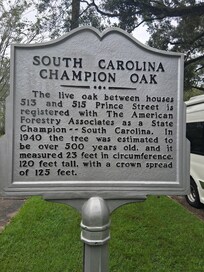 SOUTH CAROLINA
CHAMPION OAK
The live oak between houses
513 and 515 Prince Street is
registered with The American
Forestry Associates as a State
Champion -- South Carolina. In
1940 the tree was estimated to
be over 500 years old, and it
measured 23 feet in circumference,
120 feet tall, with a crown spread
of 125 feet.